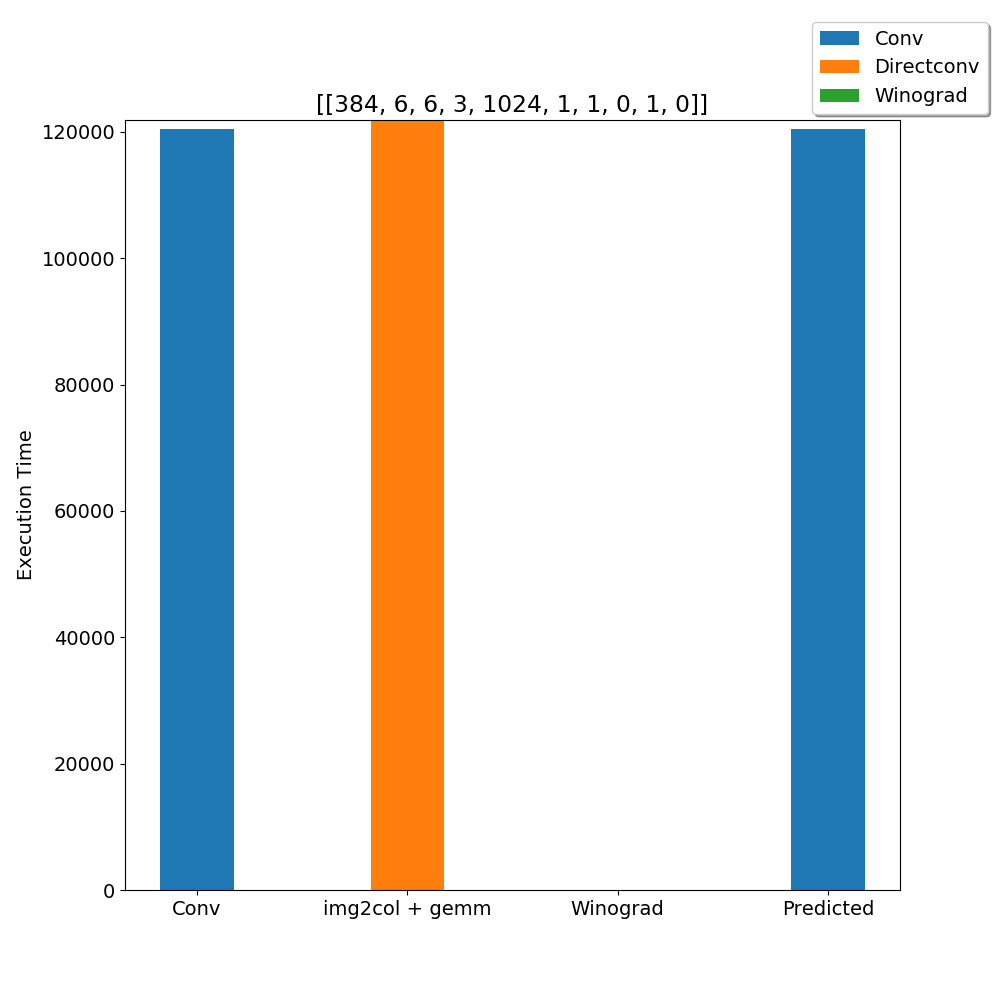 Conv
Directconv
Winograd
[[384, 6, 6, 3, 1024, 1, 1, 0, 1, 0]]
120000
100000
80000
60000
40000
20000
0
Execution Time
Conv
img2col + gemm
Winograd
Predicted